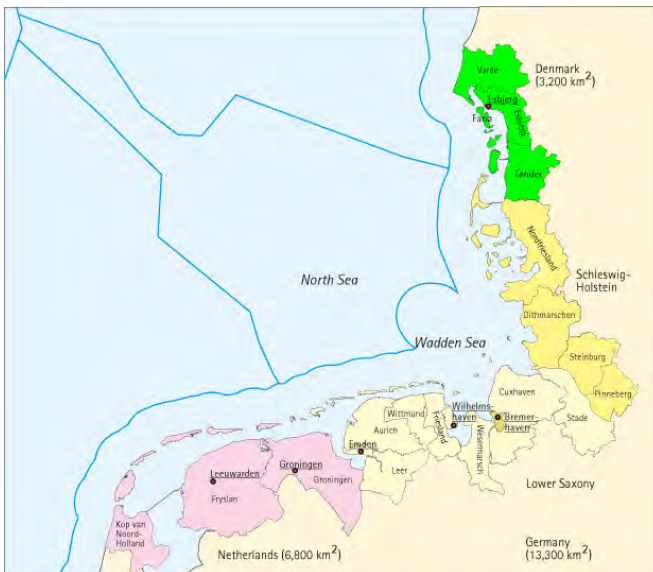 Varde
Denmark
(3,200 km²)
Esbjerg
Fanø
Esbjerg
Tønder
Nordfriesland
North Sea
Schleswig-
Holstein
Dithmarschen
Wadden Sea
Steinburg
Cuxhaven
Pinneberg
Wilhelms-
haven
Wittmund
Friesland
Bremer-
haven
Stade
Aurich
Wesermarsch
Emden
Leer
Groningen
Leeuwarden
Groningen
Lower Saxony
Fryslan
Kop van
Noord-
Holland
Netherlands (6,800 km²)
Germany
(13,300 km²)